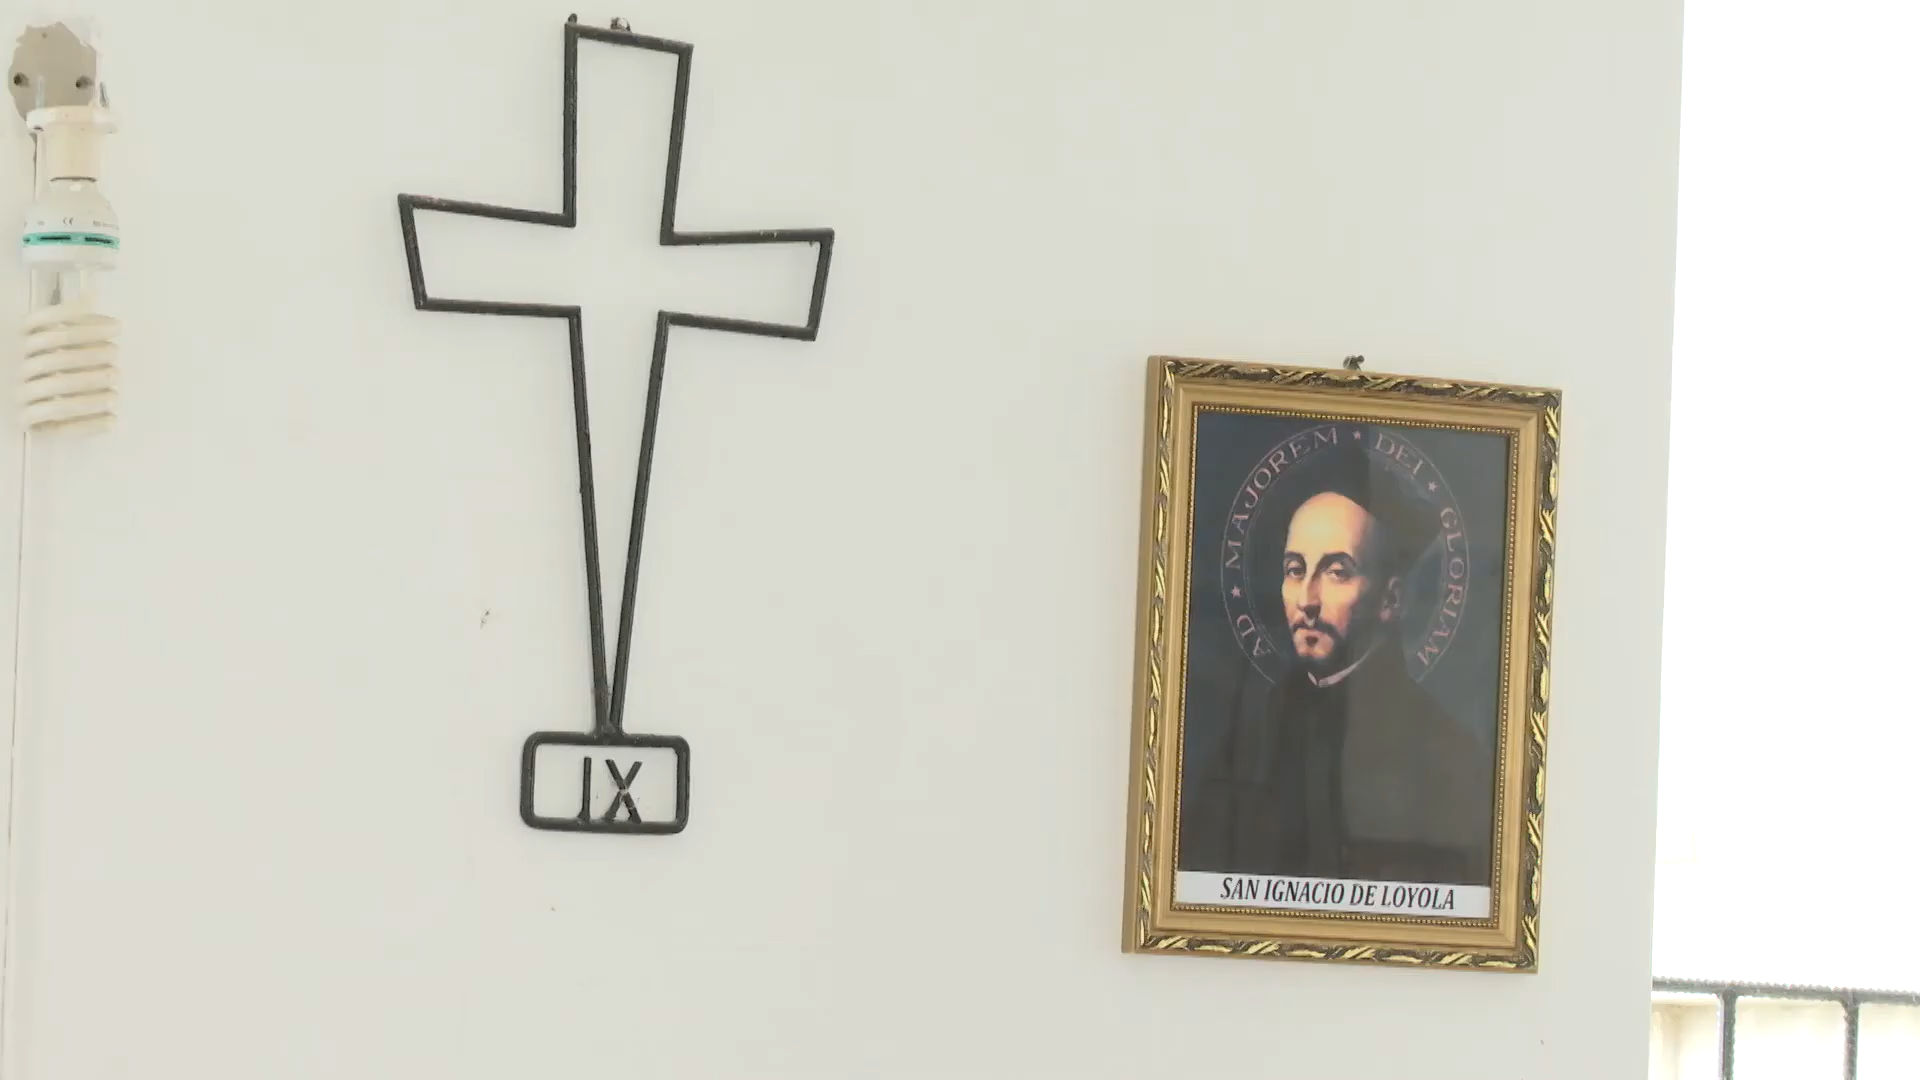 IX
AD ★ MAJOREM ★ DEI ★ GLORIAM
SAN IGNACIO DE LOYOLA